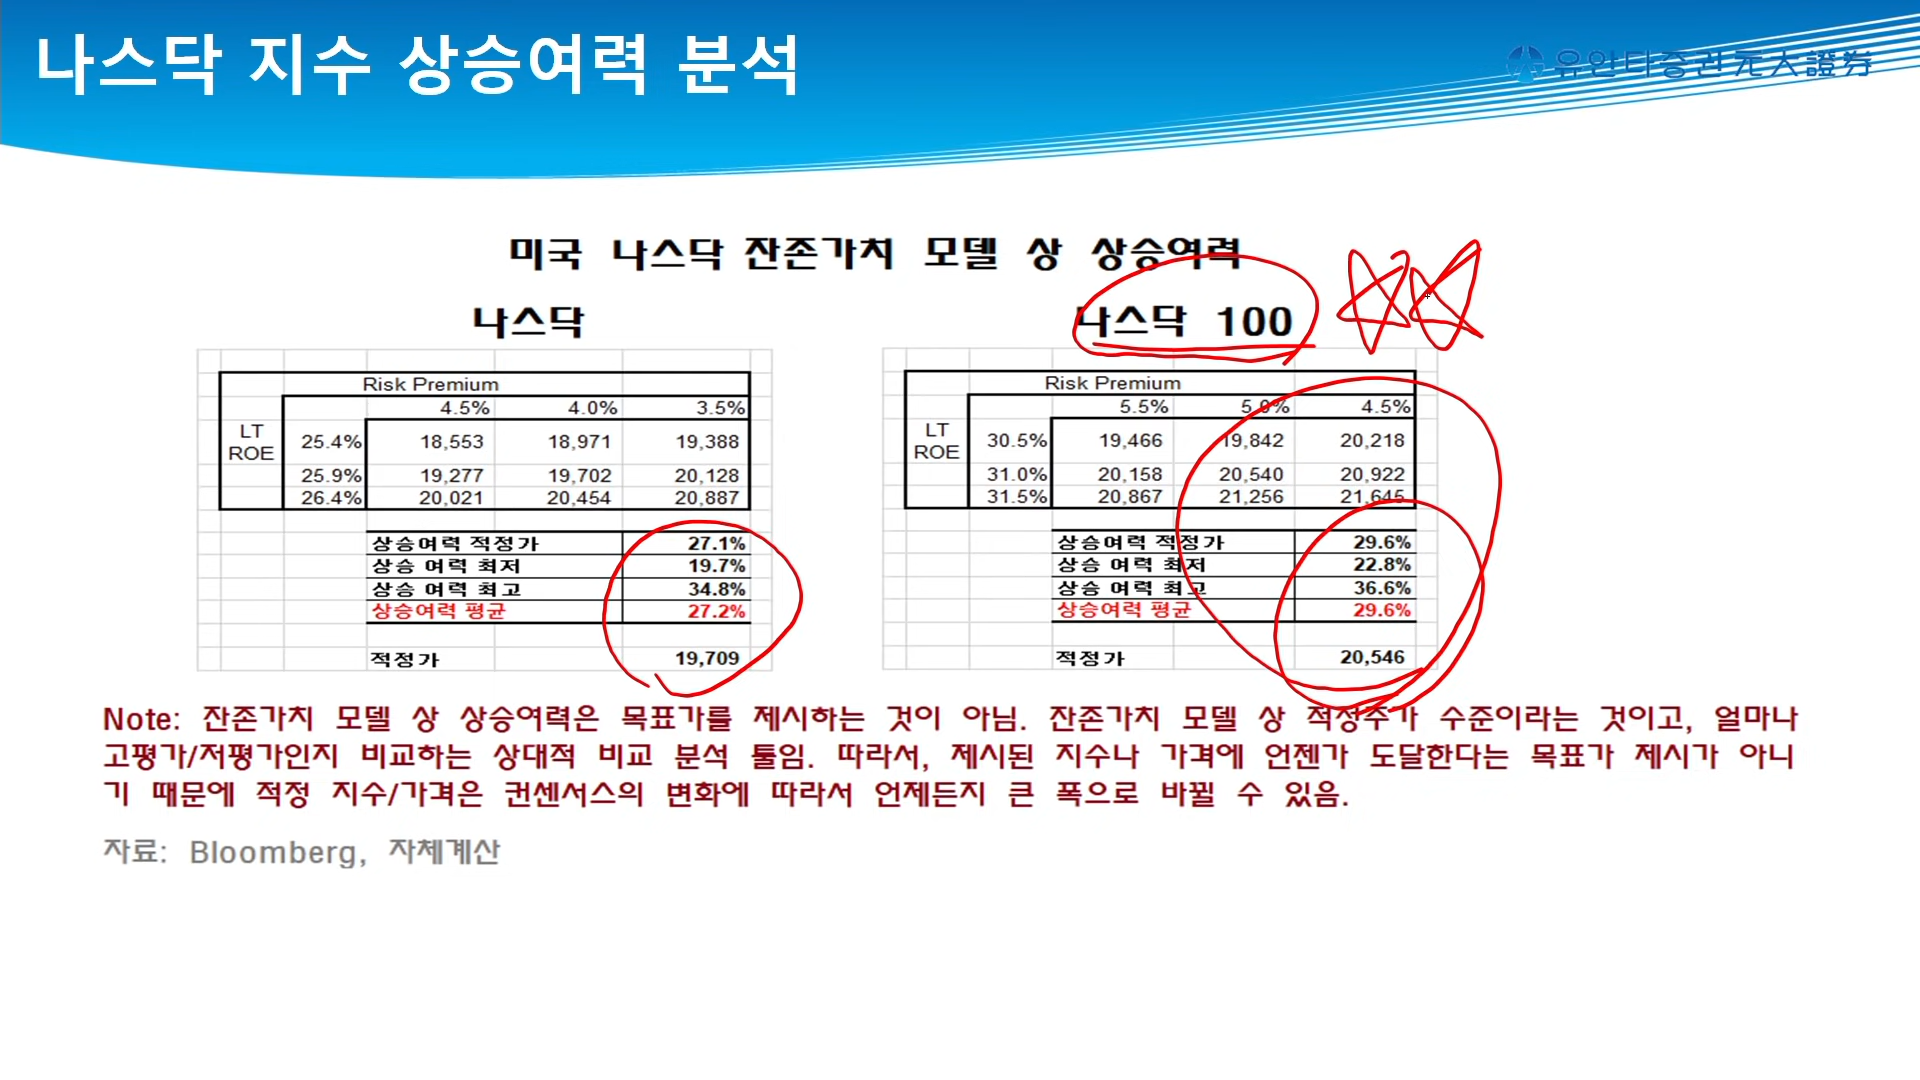 나스닥 지수 상승여력 분석
유안타증권 元大證券
미국 나스닥 잔존가치 모델 상 상승여력
나스닥
Risk Premium
4.5% 4.0% 3.5%
LT ROE
25.4% 18,553 18,971 19,388
25.9% 19,277 19,702 20,128
26.4% 20,021 20,454 20,887
상승여력 적정가 27.1%
상승 여력 최저 19.7%
상승 여력 최고 34.8%
상승여력 평균 27.2%
적정가 19,709
나스닥 100
Risk Premium
5.5% 5.0% 4.5%
LT ROE
30.5% 19,466 19,842 20,218
31.0% 20,158 20,540 20,922
31.5% 20,867 21,256 21,645
상승여력 적정가 29.6%
상승 여력 최저 22.8%
상승 여력 최고 36.6%
상승여력 평균 29.6%
적정가 20,546
Note: 잔존가치 모델 상 상승여력은 목표가를 제시하는 것이 아님. 잔존가치 모델 상 적정주가 수준이라는 것이고, 얼마나
고평가/저평가인지 비교하는 상대적 비교 분석 툴임. 따라서, 제시된 지수나 가격에 언젠가 도달한다는 목표가 제시가 아니
기 때문에 적정 지수/가격은 컨센서스의 변화에 따라서 언제든지 큰 폭으로 바뀔 수 있음.
자료: Bloomberg, 자체계산